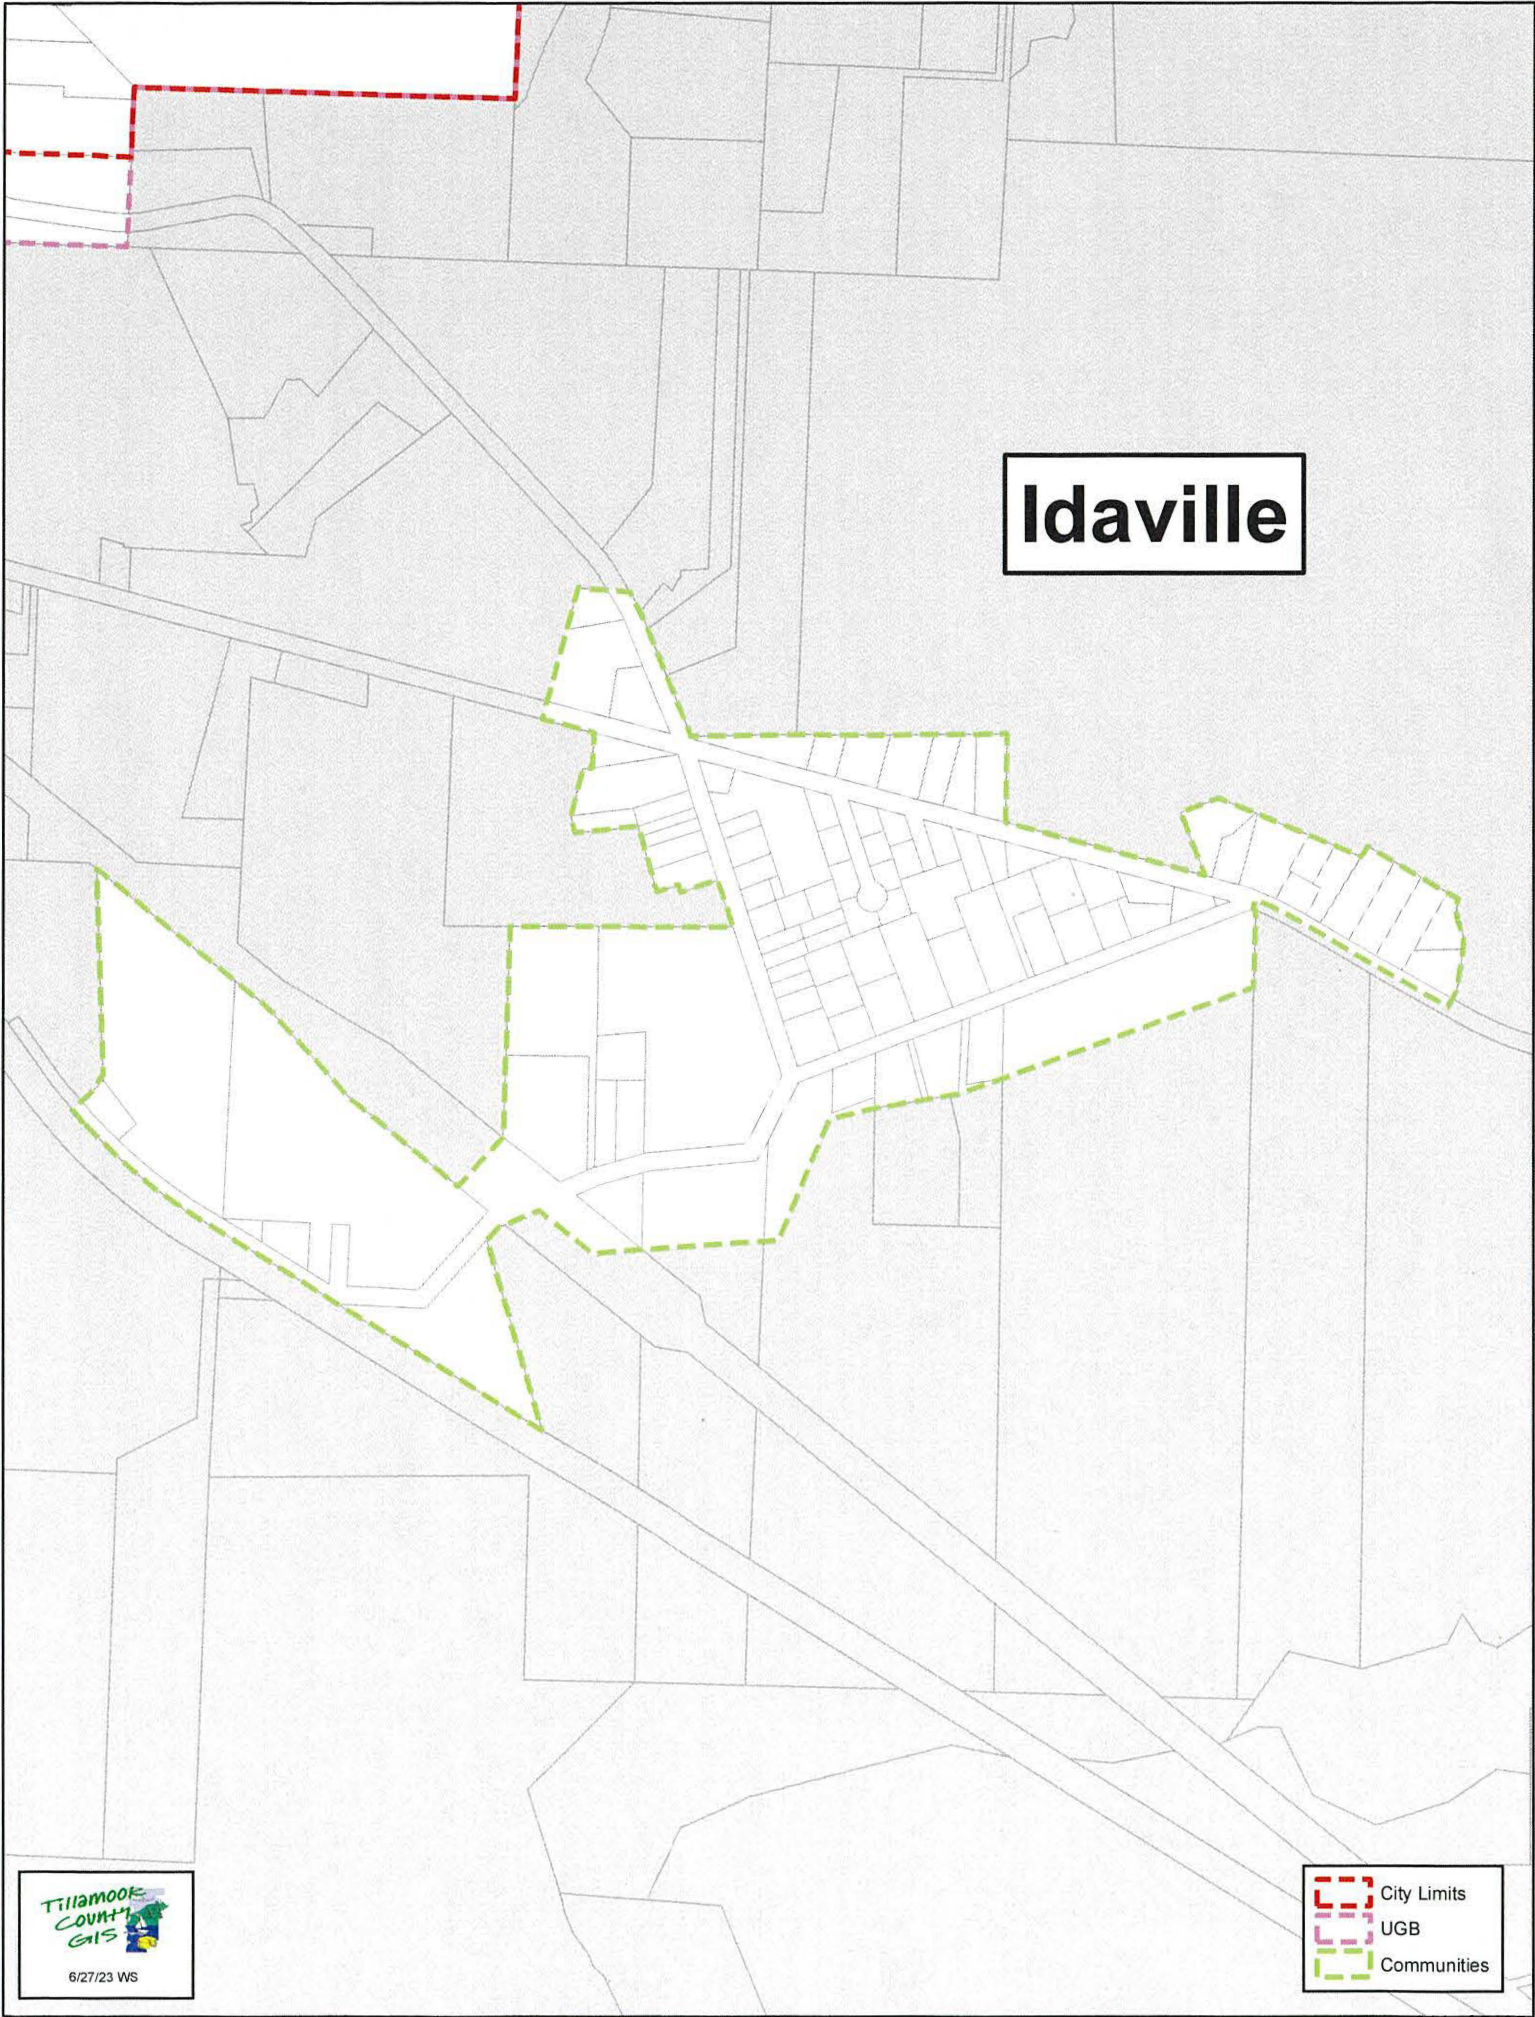 Idaville
Tillamook
County
GIS
6/27/23 WS
City Limits
UGB
Communities